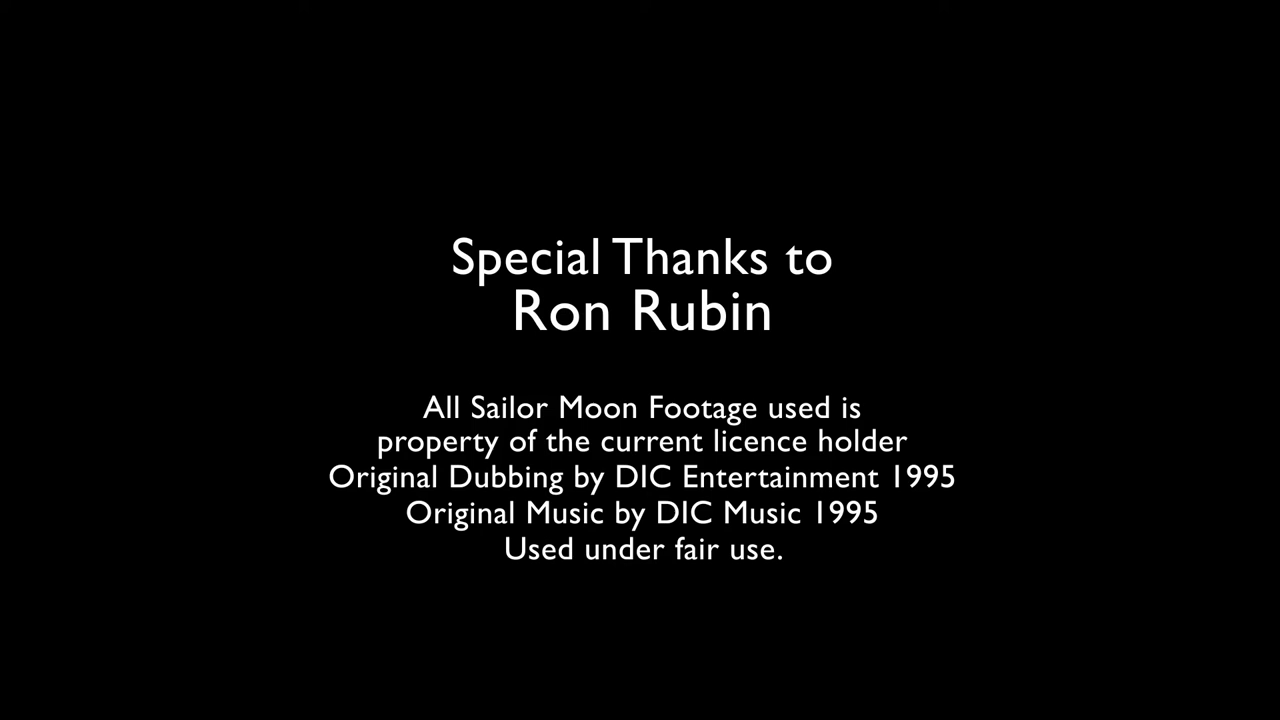 Special Thanks to
Ron Rubin
All Sailor Moon Footage used is
property of the current licence holder
Original Dubbing by DIC Entertainment 1995
Original Music by DIC Music 1995
Used under fair use.